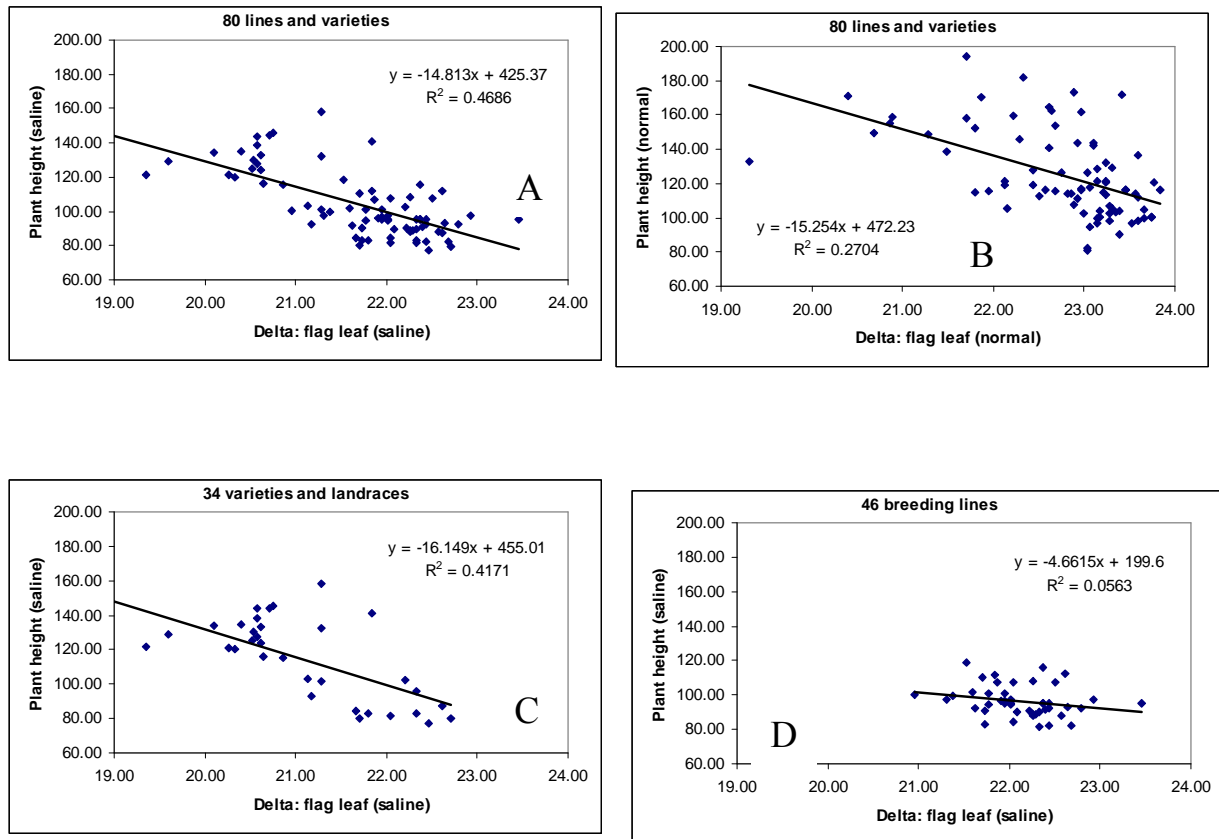 80 lines and varieties
Plant height (saline)
200.00
180.00
160.00
140.00
120.00
100.00
80.00
60.00
y = -14.813x + 425.37
R² = 0.4686
A
19.00 20.00 21.00 22.00 23.00 24.00
Delta: flag leaf (saline)
80 lines and varieties
Plant height (normal)
200.00
180.00
160.00
140.00
120.00
100.00
80.00
60.00
y = -15.254x + 472.23
R² = 0.2704
B
19.00 20.00 21.00 22.00 23.00 24.00
Delta: flag leaf (normal)
34 varieties and landraces
Plant height (saline)
200.00
180.00
160.00
140.00
120.00
100.00
80.00
60.00
y = -16.149x + 455.01
R² = 0.4171
C
19.00 20.00 21.00 22.00 23.00 24.00
Delta: flag leaf (saline)
46 breeding lines
Plant height (saline)
200.00
180.00
160.00
140.00
120.00
100.00
80.00
60.00
y = -4.6615x + 199.6
R² = 0.0563
D
19.00 20.00 21.00 22.00 23.00 24.00
Delta: flag leaf (saline)